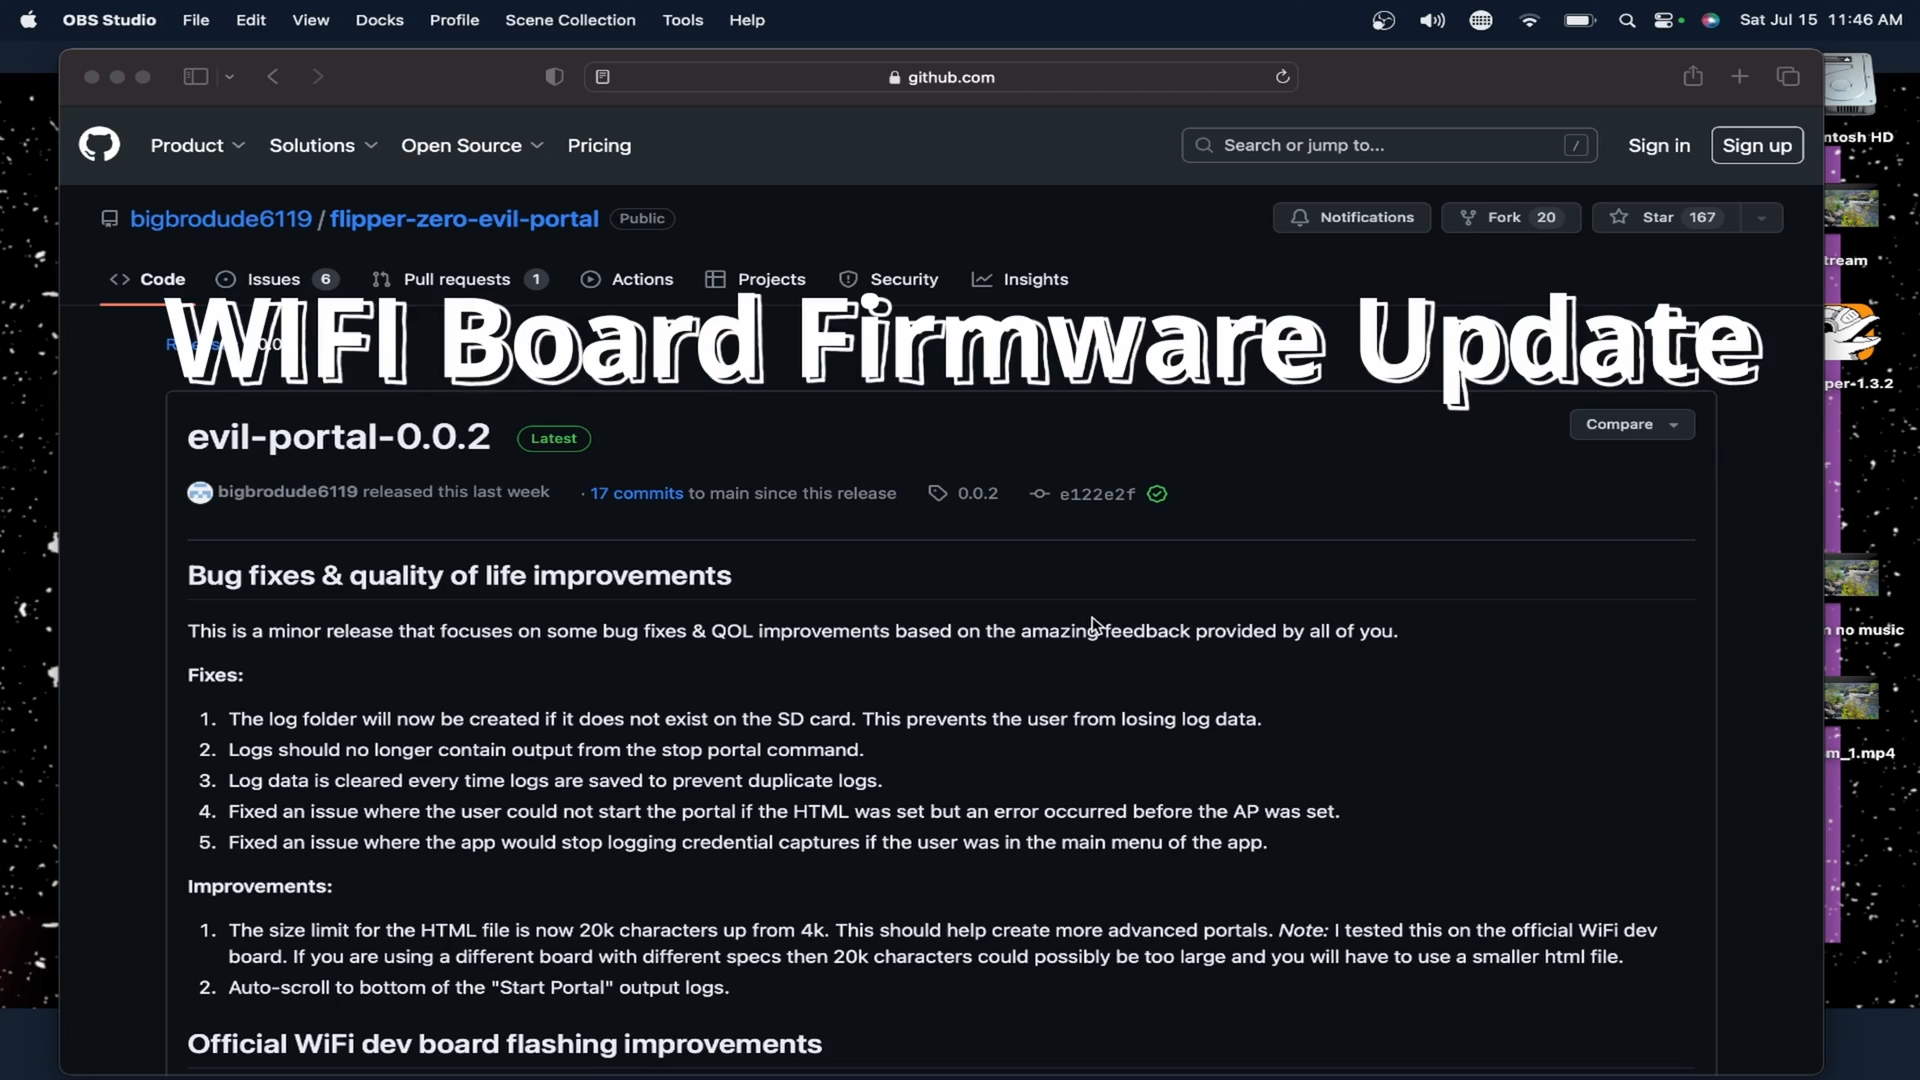 OBS Studio File Edit View Docks Profile Scene Collection Tools Help Sat Jul 15 11:46 AM
github.com
Product Solutions Open Source Pricing Search or jump to... / Sign in Sign up
ntosh HD
bigbrodude6119 / flipper-zero-evil-portal Public Notifications Fork 20 Star 167
tream
Code Issues 6 Pull requests 1 Actions Projects Security Insights
WIFI Board Firmware Update
per-1.3.2
evil-portal-0.0.2 Latest Compare
bigbrodude6119 released this last week · 17 commits to main since this release 0.0.2 e122e2f
Bug fixes & quality of life improvements
This is a minor release that focuses on some bug fixes & QOL improvements based on the amazing feedback provided by all of you.
n no music
Fixes:
1. The log folder will now be created if it does not exist on the SD card. This prevents the user from losing log data.
2. Logs should no longer contain output from the stop portal command.
m_1.mp4
3. Log data is cleared every time logs are saved to prevent duplicate logs.
4. Fixed an issue where the user could not start the portal if the HTML was set but an error occurred before the AP was set.
5. Fixed an issue where the app would stop logging credential captures if the user was in the main menu of the app.
Improvements:
1. The size limit for the HTML file is now 20k characters up from 4k. This should help create more advanced portals. Note: I tested this on the official WiFi dev
board. If you are using a different board with different specs then 20k characters could possibly be too large and you will have to use a smaller html file.
2. Auto-scroll to bottom of the "Start Portal" output logs.
Official WiFi dev board flashing improvements